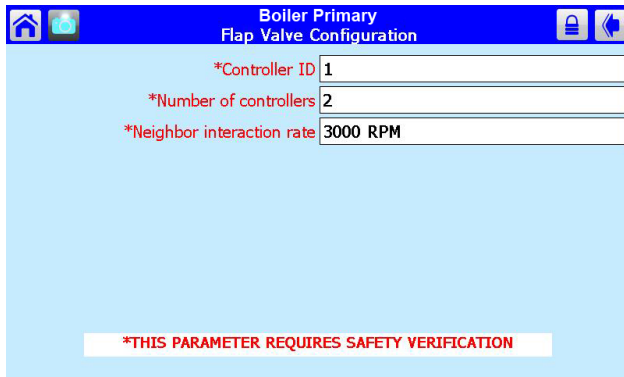 Boiler Primary
Flap Valve Configuration
*Controller ID 1
*Number of controllers 2
*Neighbor interaction rate 3000 RPM
*THIS PARAMETER REQUIRES SAFETY VERIFICATION